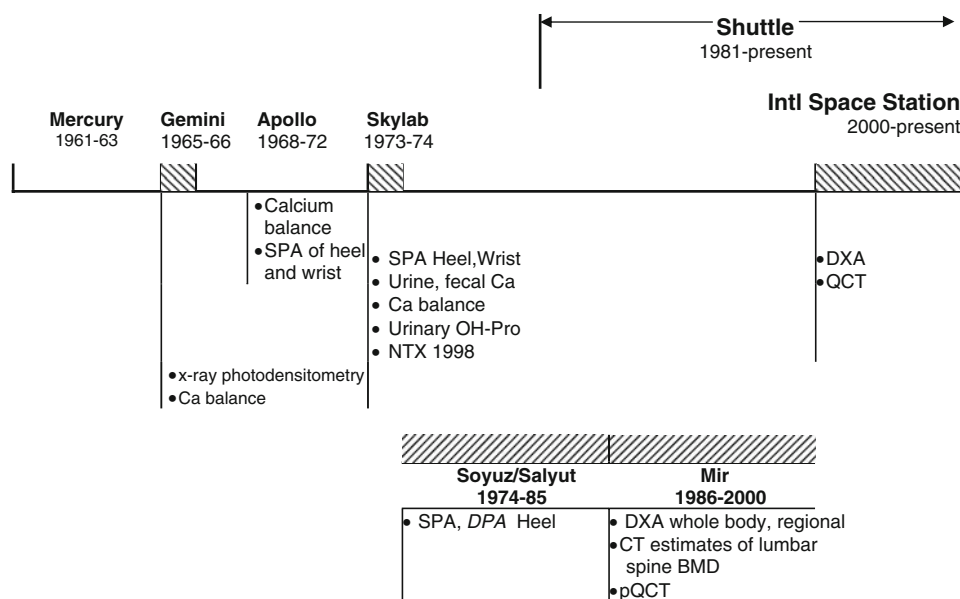 Shuttle
1981-present
Intl Space Station
2000-present
Mercury
1961-63
Gemini
1965-66
Apollo
1968-72
Skylab
1973-74
•Calcium
balance
•SPA of heel
and wrist
• SPA Heel,Wrist
• Urine, fecal Ca
• Ca balance
• Urinary OH-Pro
• NTX 1998
•DXA
•QCT
•x-ray photodensitometry
•Ca balance
Soyuz/Salyut
1974-85
Mir
1986-2000
• SPA, DPA Heel
• DXA whole body, regional
•CT estimates of lumbar
spine BMD
•pQCT